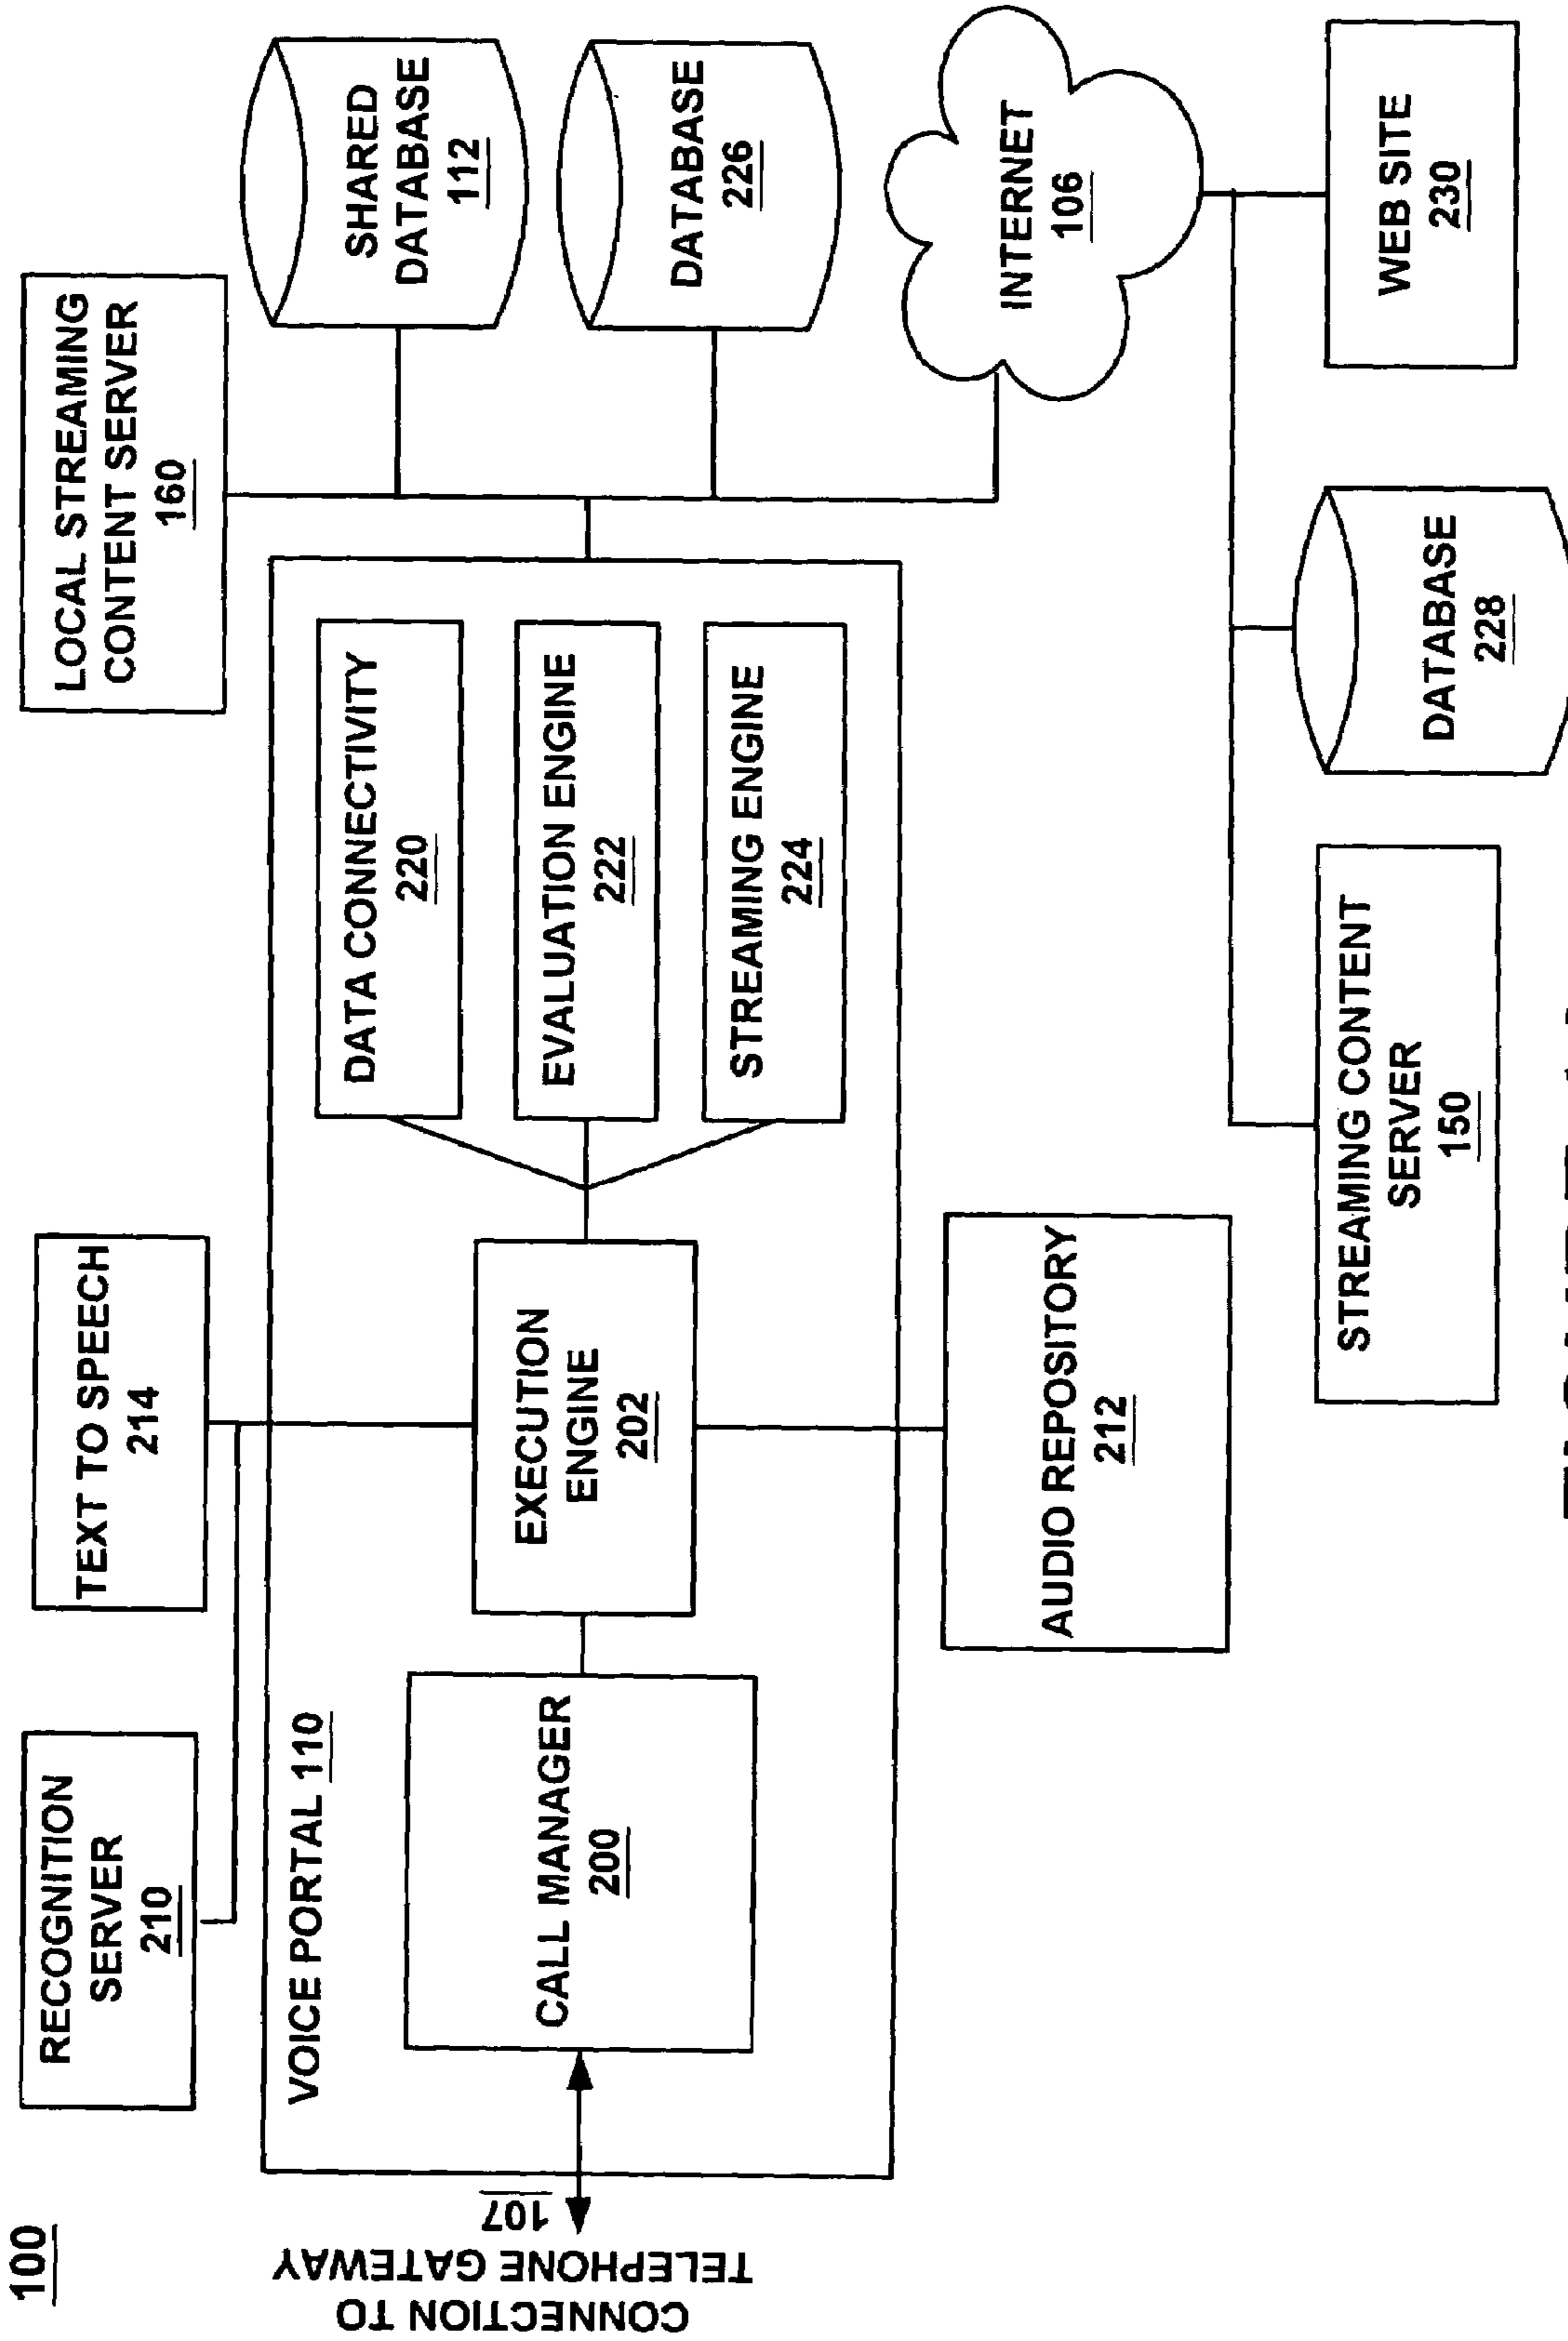 100
RECOGNITION
SERVER
210
TEXT TO SPEECH
214
LOCAL STREAMING
CONTENT SERVER
160
VOICE PORTAL 110
CONNECTION TO
TELEPHONE GATEWAY
107
CALL MANAGER
200
EXECUTION
ENGINE
202
DATA CONNECTIVITY
220
EVALUATION ENGINE
222
STREAMING ENGINE
224
SHARED
DATABASE
112
DATABASE
226
INTERNET
106
AUDIO REPOSITORY
212
STREAMING CONTENT
SERVER
150
DATABASE
228
WEB SITE
230